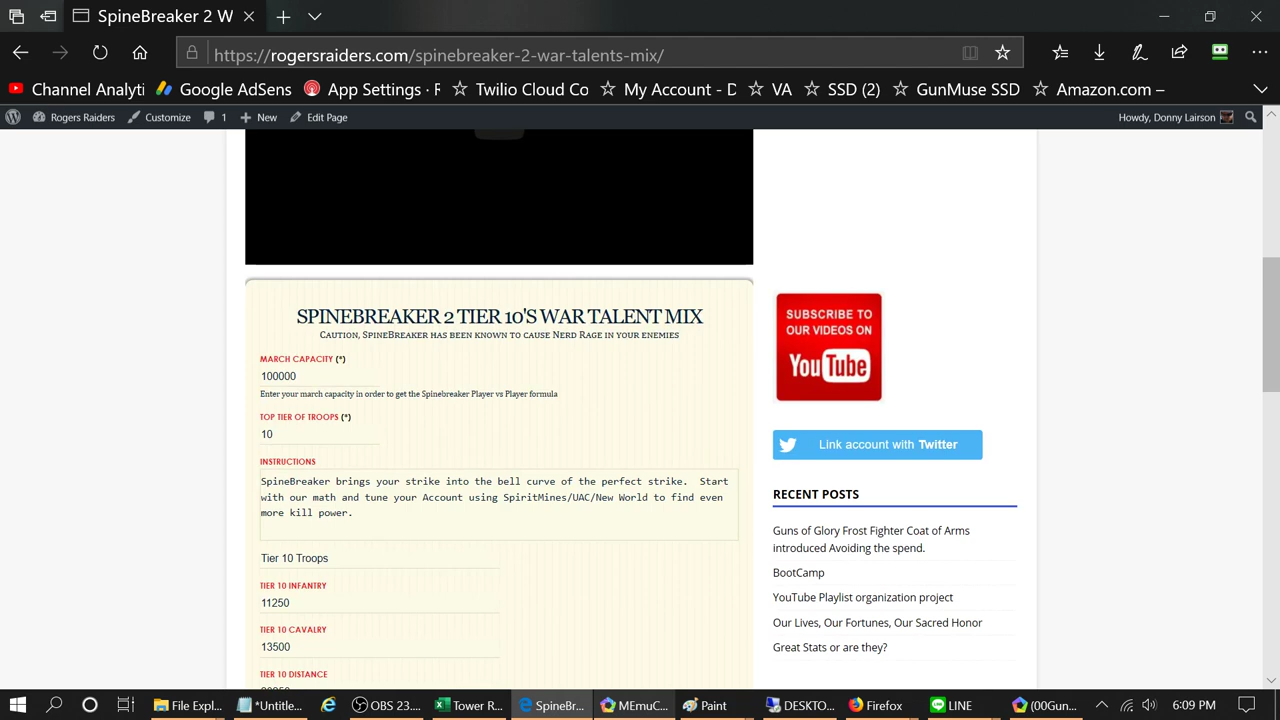 SpineBreaker 2 W
https://rogersraiders.com/spinebreaker-2-war-talents-mix/
Channel Analyti
Google AdSens
App Settings · F
Twilio Cloud Co
My Account - D
VA
SSD (2)
GunMuse SSD
Amazon.com –
Rogers Raiders
Customize
1
New
Edit Page
Howdy, Donny Lairson
SPINEBREAKER 2 TIER 10'S WAR TALENT MIX
Caution, SpineBreaker has been known to cause Nerd Rage in your enemies
MARCH CAPACITY (*)
100000
Enter your march capacity in order to get the Spinebreaker Player vs Player formula
TOP TIER OF TROOPS (*)
10
INSTRUCTIONS
SpineBreaker brings your strike into the bell curve of the perfect strike.  Start
with our math and tune your Account using SpiritMines/UAC/New World to find even
more kill power.
Tier 10 Troops
TIER 10 INFANTRY
11250
TIER 10 CAVALRY
13500
TIER 10 DISTANCE
SUBSCRIBE TO
OUR VIDEOS ON
YouTube
Link account with Twitter
RECENT POSTS
Guns of Glory Frost Fighter Coat of Arms
introduced Avoiding the spend.
BootCamp
YouTube Playlist organization project
Our Lives, Our Fortunes, Our Sacred Honor
Great Stats or are they?
File Expl...
*Untitle...
OBS 23....
Tower R...
SpineBr...
MEmuC...
Paint
DESKTO...
Firefox
LINE
(00Gun...
6:09 PM